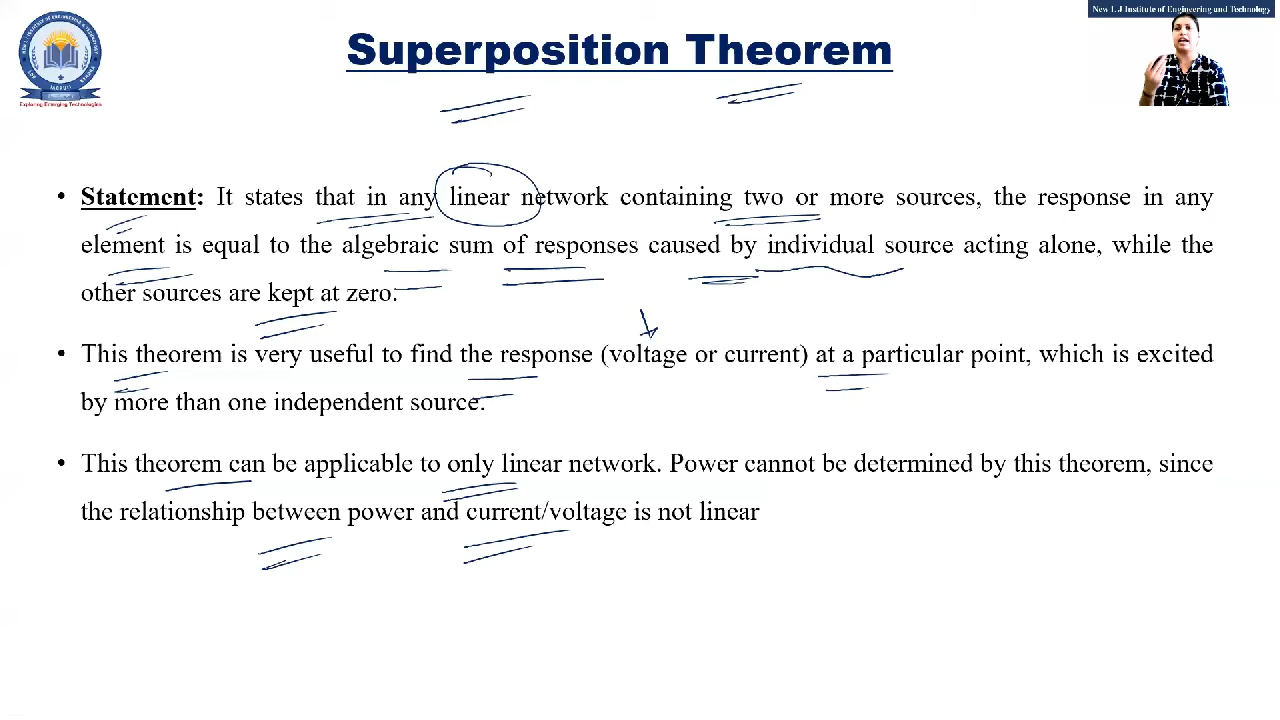 New L J Institute of Engineering and Technology
Superposition Theorem
Exploring Emerging Technologies
• Statement: It states that in any linear network containing two or more sources, the response in any
element is equal to the algebraic sum of responses caused by individual source acting alone, while the
other sources are kept at zero.
• This theorem is very useful to find the response (voltage or current) at a particular point, which is excited
by more than one independent source.
• This theorem can be applicable to only linear network. Power cannot be determined by this theorem, since
the relationship between power and current/voltage is not linear